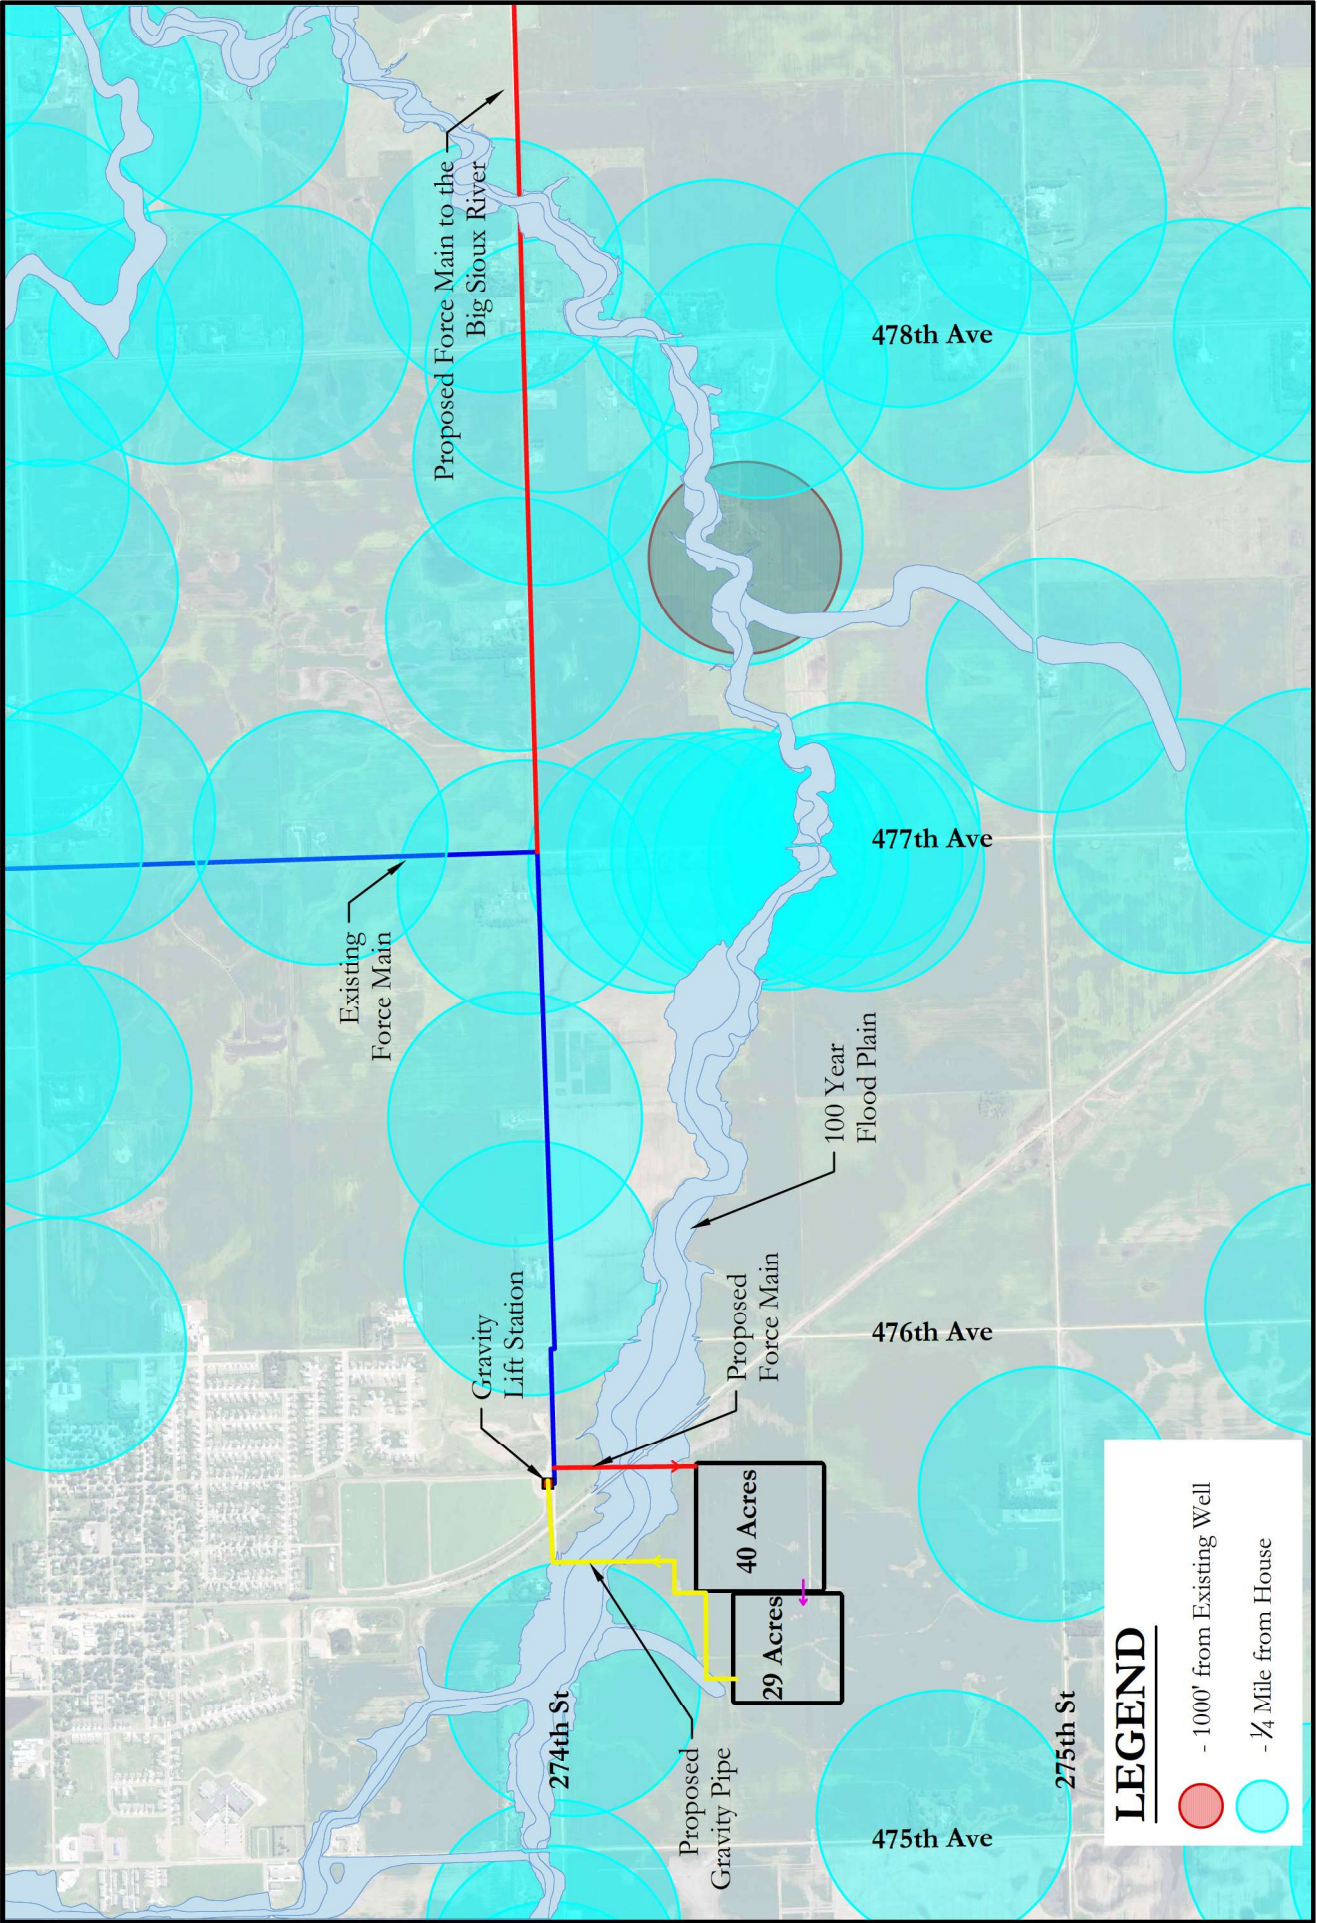 Proposed Force Main to the
Big Sioux River
Existing
Force Main
Gravity
Lift Station
Proposed
Force Main
100 Year
Flood Plain
Proposed
Gravity Pipe
274th St
275th St
475th Ave
476th Ave
477th Ave
478th Ave
29 Acres
40 Acres
LEGEND
- 1000' from Existing Well
- ¼ Mile from House